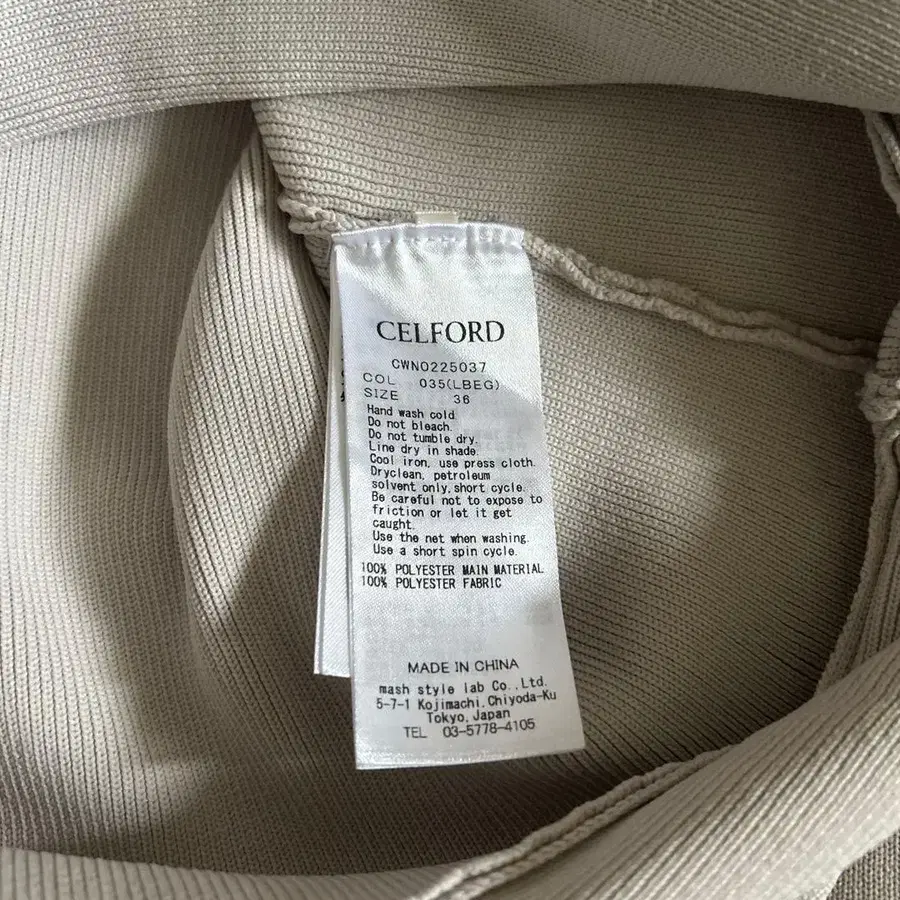 CELFORD
CWNO225037
COL 035(LBEG)
SIZE 36
Hand wash cold.
Do not bleach.
Do not tumble dry.
Line dry in shade.
Cool iron, use press cloth.
Dryclean, petroleum
solvent only, short cycle.
Be careful not to expose to
friction or let it get
caught.
Use the net when washing.
Use a short spin cycle.
100% POLYESTER MAIN MATERIAL
100% POLYESTER FABRIC
MADE IN CHINA
mash style lab Co.,Ltd.
5-7-1 Kojimachi, Chiyoda-Ku
Tokyo, Japan
TEL 03-5778-4105